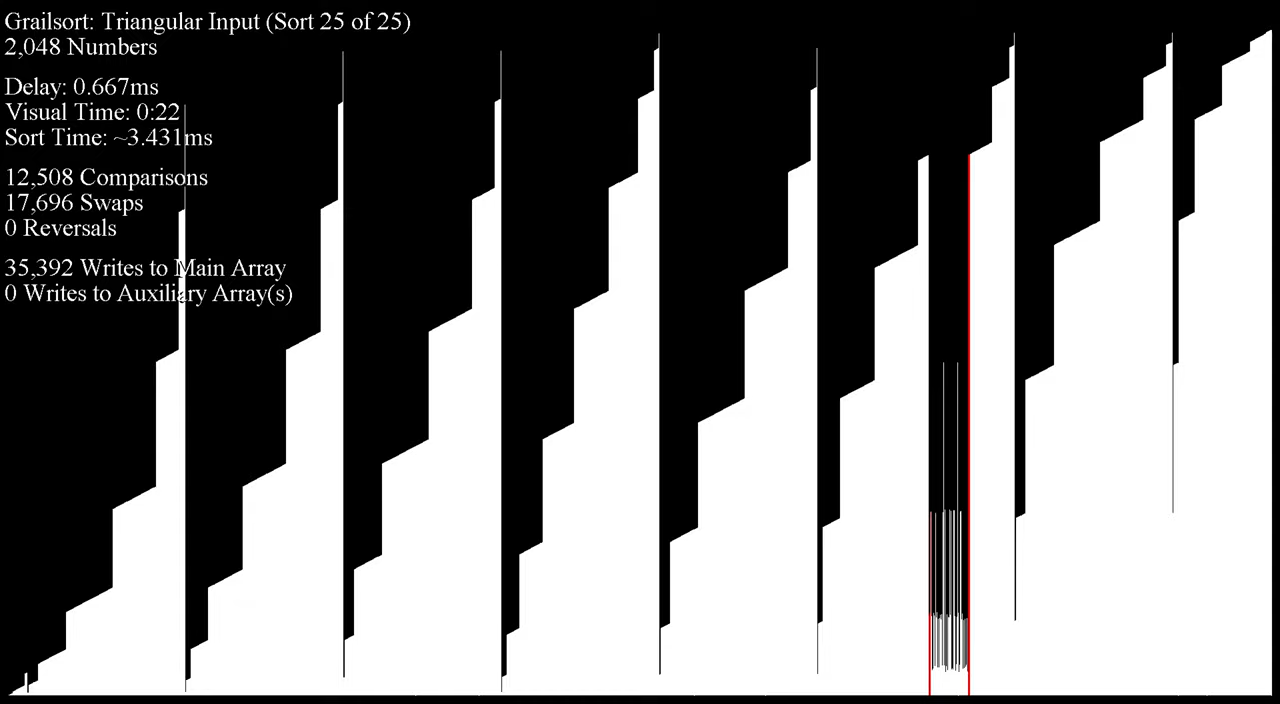 Grailsort: Triangular Input (Sort 25 of 25)
2,048 Numbers
Delay: 0.667ms
Visual Time: 0:22
Sort Time: ~3.431ms
12,508 Comparisons
17,696 Swaps
0 Reversals
35,392 Writes to Main Array
0 Writes to Auxiliary Array(s)